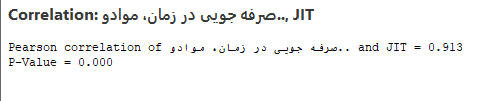 Correlation: صرفه جویی در زمان، موادو.., JIT
Pearson correlation of صرفه جویی در زمان، موادو.. and JIT = 0.913
P-Value = 0.000